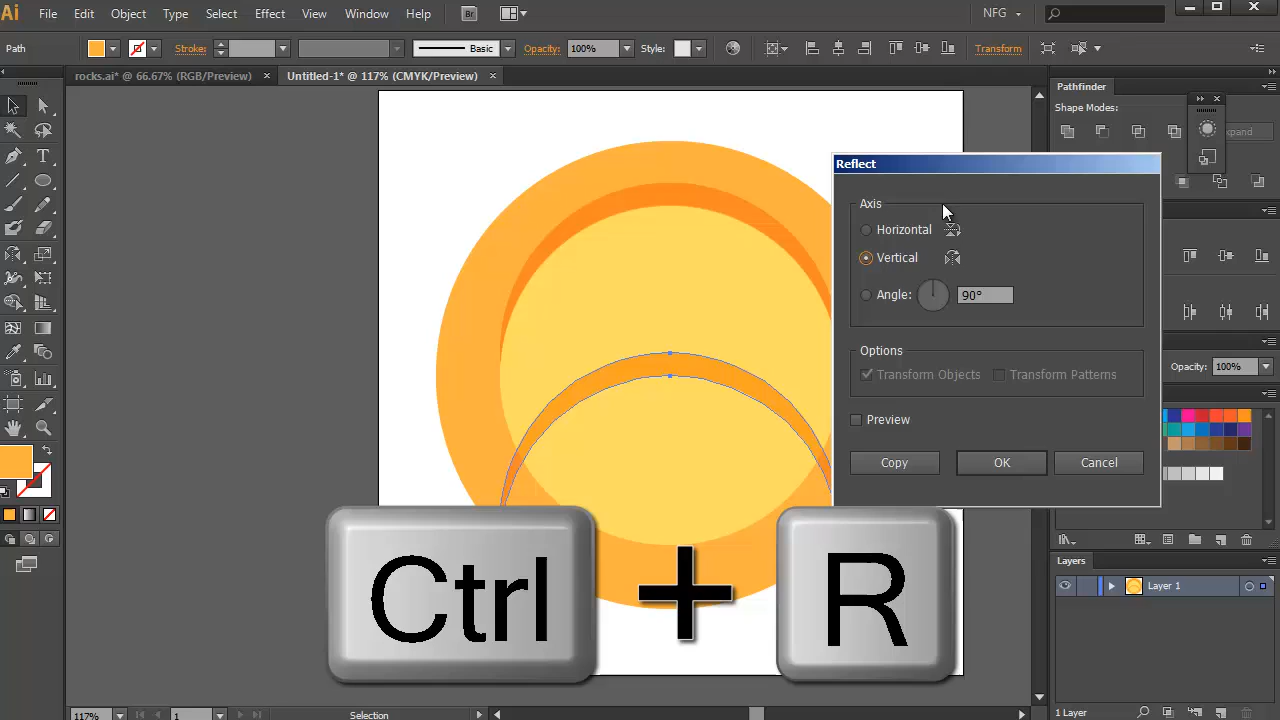 Ai File Edit Object Type Select Effect View Window Help Br NFG
Path Stroke: Basic Opacity: 100% Style: Transform
rocks.ai* @ 66.67% (RGB/Preview) × Untitled-1* @ 117% (CMYK/Preview) ×
Pathfinder
Shape Modes:
xpand
Reflect
Axis
Horizontal
Vertical
Angle: 90°
Options
Transform Objects Transform Patterns
Preview
Copy OK Cancel
Opacity: 100%
T
Layers
Layer 1
1 Layer
Ctrl + R
117% 1 Selection